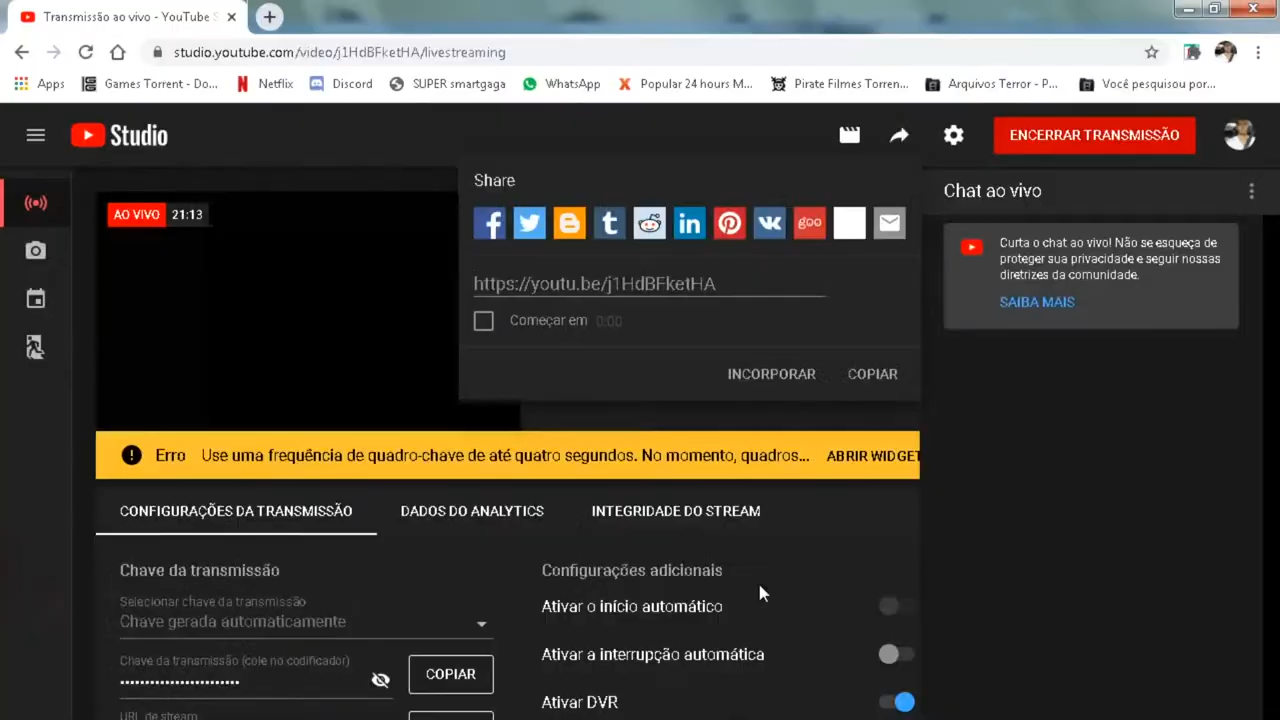 Transmissão ao vivo - YouTube S
studio.youtube.com/video/j1HdBFketHA/livestreaming
Apps Games Torrent - Do... Netflix Discord SUPER smartgaga WhatsApp Popular 24 hours M... Pirate Filmes Torren... Arquivos Terror - P... Você pesquisou por...
Studio
ENCERRAR TRANSMISSÃO
AO VIVO 21:13
Share
goo
https://youtu.be/j1HdBFketHA
Começar em 0:00
INCORPORAR COPIAR
Chat ao vivo
Curta o chat ao vivo! Não se esqueça de
proteger sua privacidade e seguir nossas
diretrizes da comunidade.
SAIBA MAIS
Erro Use uma frequência de quadro-chave de até quatro segundos. No momento, quadros... ABRIR WIDGET
CONFIGURAÇÕES DA TRANSMISSÃO DADOS DO ANALYTICS INTEGRIDADE DO STREAM
Chave da transmissão
Selecionar chave da transmissão
Chave gerada automaticamente
Chave da transmissão (cole no codificador)
COPIAR
URL de stream
Configurações adicionais
Ativar o início automático
Ativar a interrupção automática
Ativar DVR